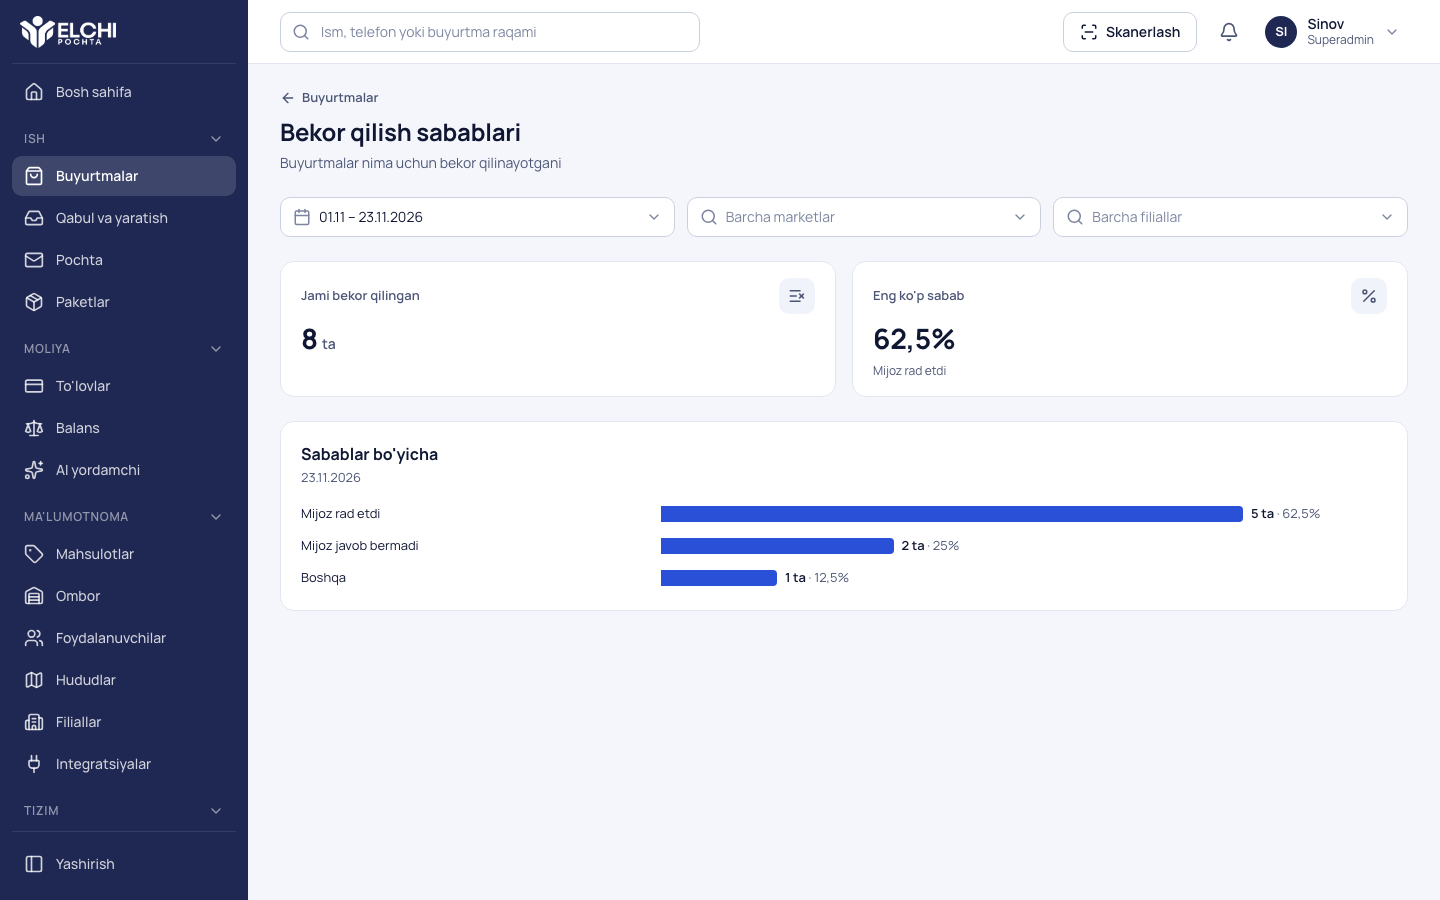 ELCHI
POCHTA
Ism, telefon yoki buyurtma raqami
Skanerlash
SI
Sinov
Superadmin
Bosh sahifa
ISH
Buyurtmalar
Qabul va yaratish
Pochta
Paketlar
MOLIYA
To'lovlar
Balans
AI yordamchi
MA'LUMOTNOMA
Mahsulotlar
Ombor
Foydalanuvchilar
Hududlar
Filiallar
Integratsiyalar
TIZIM
Yashirish
Buyurtmalar
Bekor qilish sabablari
Buyurtmalar nima uchun bekor qilinayotgani
01.11 – 23.11.2026
Barcha marketlar
Barcha filiallar
Jami bekor qilingan
8 ta
Eng ko'p sabab
62,5%
Mijoz rad etdi
Sabablar bo'yicha
23.11.2026
Mijoz rad etdi 5 ta · 62,5%
Mijoz javob bermadi 2 ta · 25%
Boshqa 1 ta · 12,5%